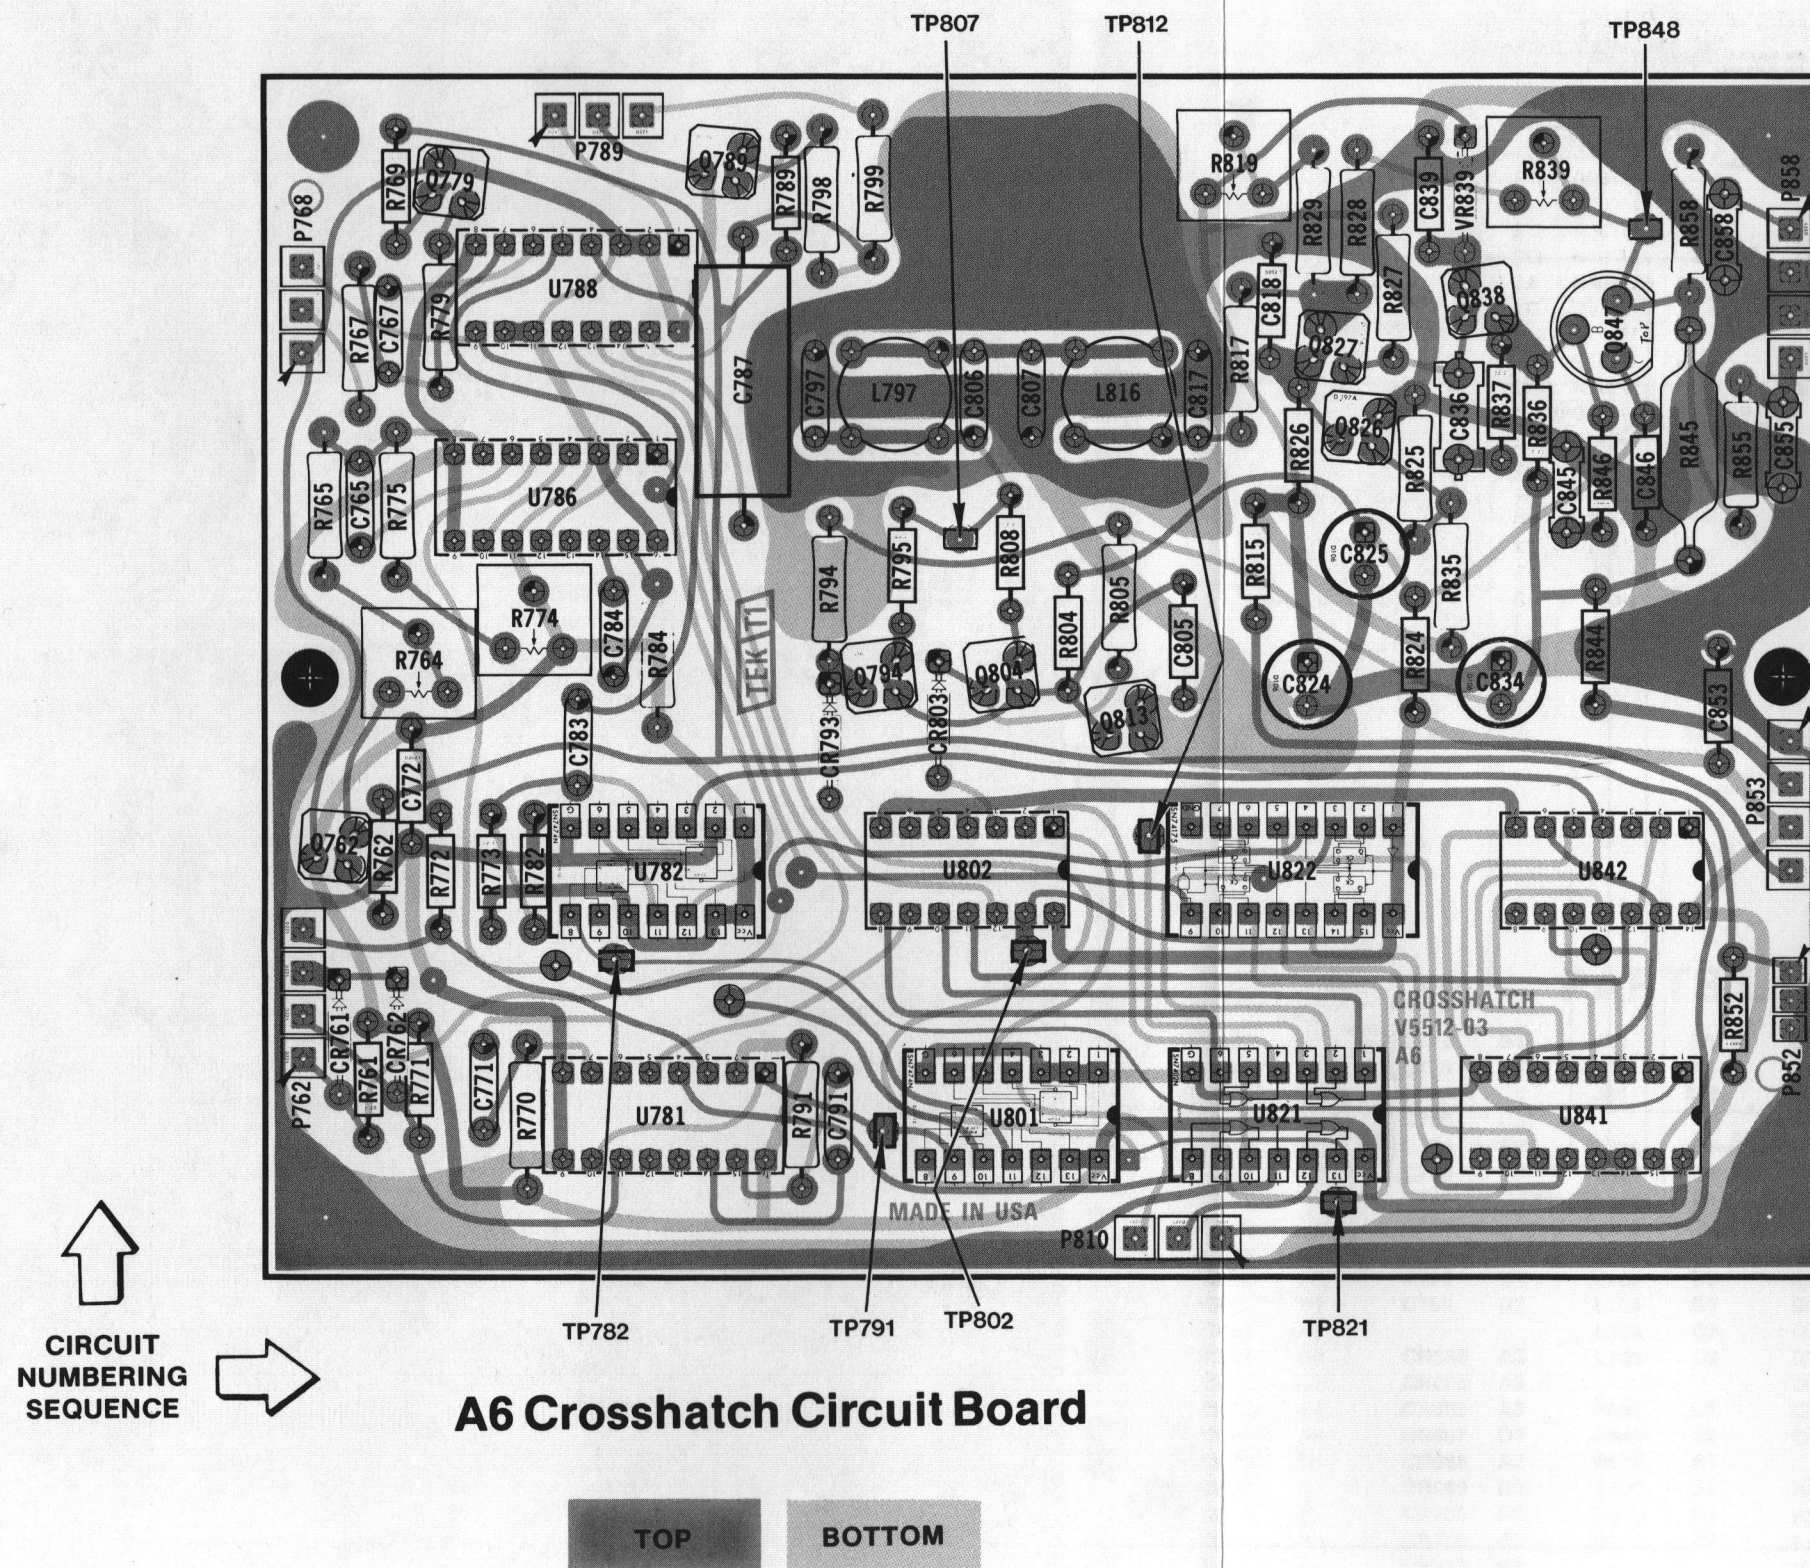 TP807 TP812 TP848
P789
R769 Q779 Q789 R789 R798 R799
R819 R829 R828 C839 VR839 R839 R858 C858 P858
P768
U788
R767 C767 R779 C787
C797 L797 C806 C807 L816 C817
R817 C818 Q827 R827 Q838 Q847 TOP
R826 Q826 R825 C836 R837 R836 C845 R846 C846 R845 R855 C855
R765 C765 R775 U786
R794 R795 R808 R804 R805 C805
R815 C825 R835
R764 R774 C784 R784
TEK T1
Q794 Q804 Q813
C824 R824 C834 R844 C853
C783 CR793 CR803
C772 Q762 R762 R772 R773 R782
U782 U802 U822 U842
SN7474N SN74175
P853
CROSSHATCH
V5512-03
A6
CR761 R761 CR762 R771 C771 R770
U781 R791 C791 U801 U821 U841
SN7474N SN7402N
R852 P852
P762
MADE IN USA
P810
TP782 TP791 TP802 TP821
CIRCUIT
NUMBERING
SEQUENCE
A6 Crosshatch Circuit Board
TOP BOTTOM